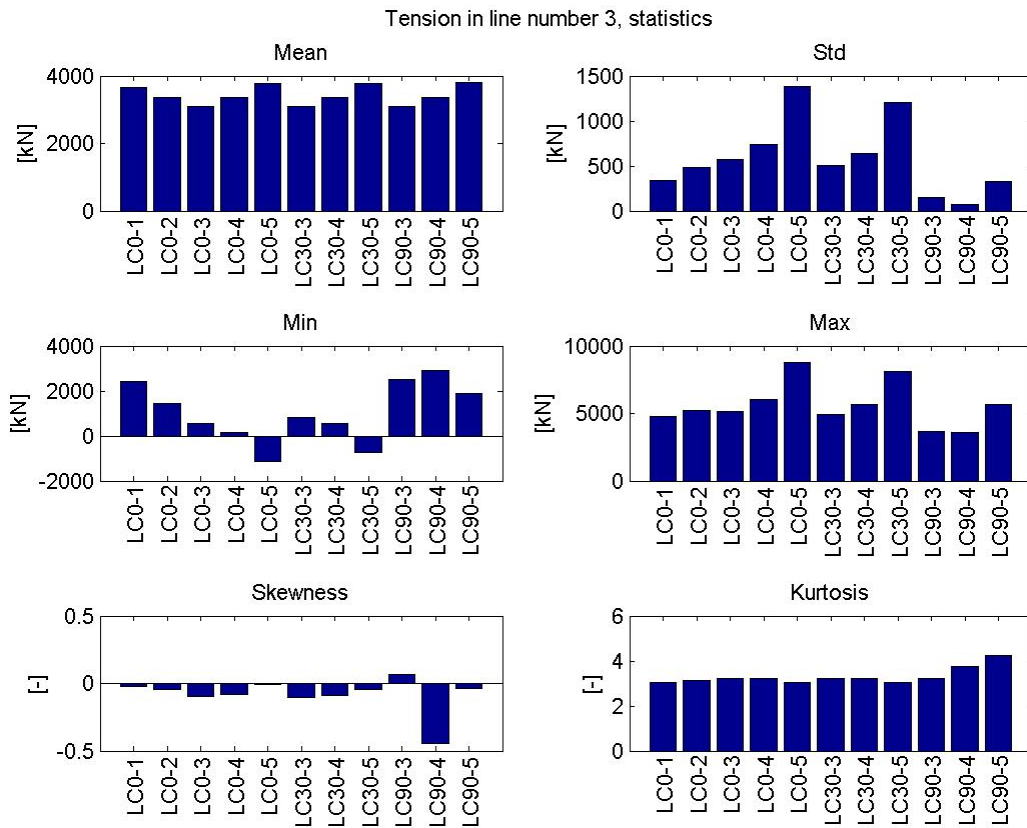 Tension in line number 3, statistics
Mean
[kN]
4000
2000
0
LC0-1
LC0-2
LC0-3
LC0-4
LC0-5
LC30-3
LC30-4
LC30-5
LC90-3
LC90-4
LC90-5
Std
[kN]
1500
1000
500
0
LC0-1
LC0-2
LC0-3
LC0-4
LC0-5
LC30-3
LC30-4
LC30-5
LC90-3
LC90-4
LC90-5
Min
[kN]
4000
2000
0
-2000
LC0-1
LC0-2
LC0-3
LC0-4
LC0-5
LC30-3
LC30-4
LC30-5
LC90-3
LC90-4
LC90-5
Max
[kN]
10000
5000
0
LC0-1
LC0-2
LC0-3
LC0-4
LC0-5
LC30-3
LC30-4
LC30-5
LC90-3
LC90-4
LC90-5
Skewness
[-]
0.5
0
-0.5
LC0-1
LC0-2
LC0-3
LC0-4
LC0-5
LC30-3
LC30-4
LC30-5
LC90-3
LC90-4
LC90-5
Kurtosis
[-]
6
4
2
0
LC0-1
LC0-2
LC0-3
LC0-4
LC0-5
LC30-3
LC30-4
LC30-5
LC90-3
LC90-4
LC90-5